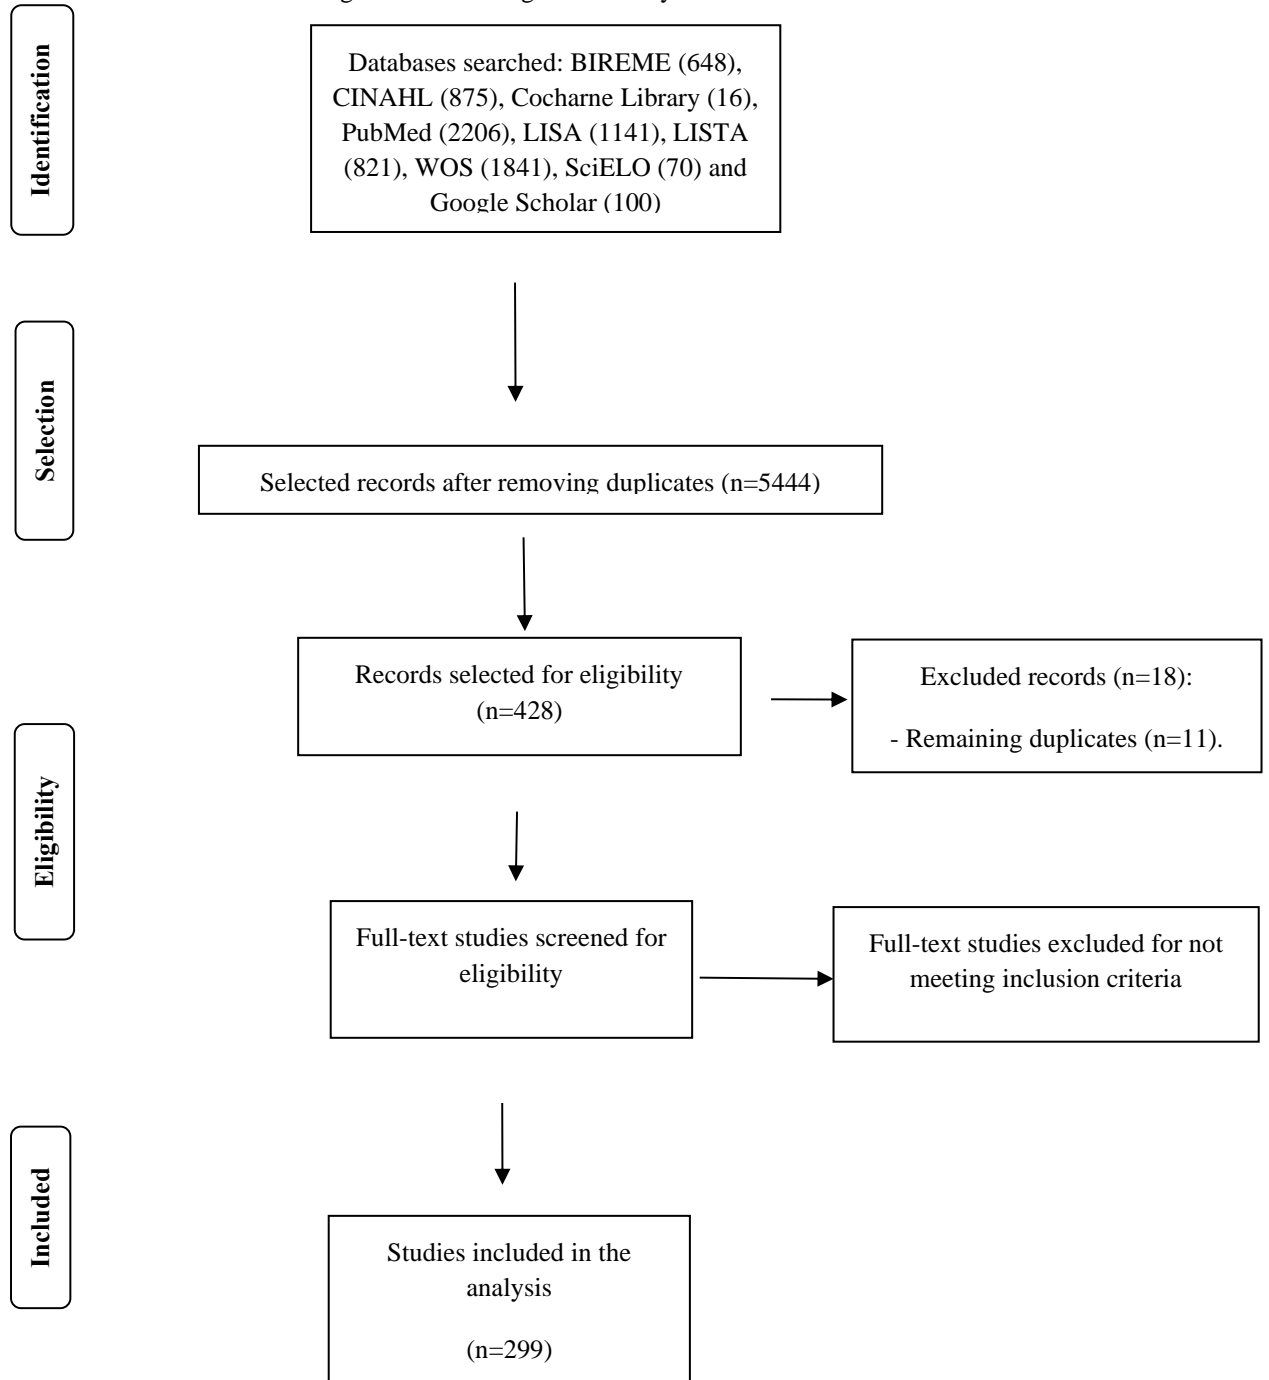 Identification
Databases searched: BIREME (648),
CINAHL (875), Cocharne Library (16),
PubMed (2206), LISA (1141), LISTA
(821), WOS (1841), SciELO (70) and
Google Scholar (100)
Selection
Selected records after removing duplicates (n=5444)
Records selected for eligibility
(n=428)
Excluded records (n=18):
- Remaining duplicates (n=11).
Eligibility
Full-text studies screened for
eligibility
Full-text studies excluded for not
meeting inclusion criteria
Included
Studies included in the
analysis
(n=299)